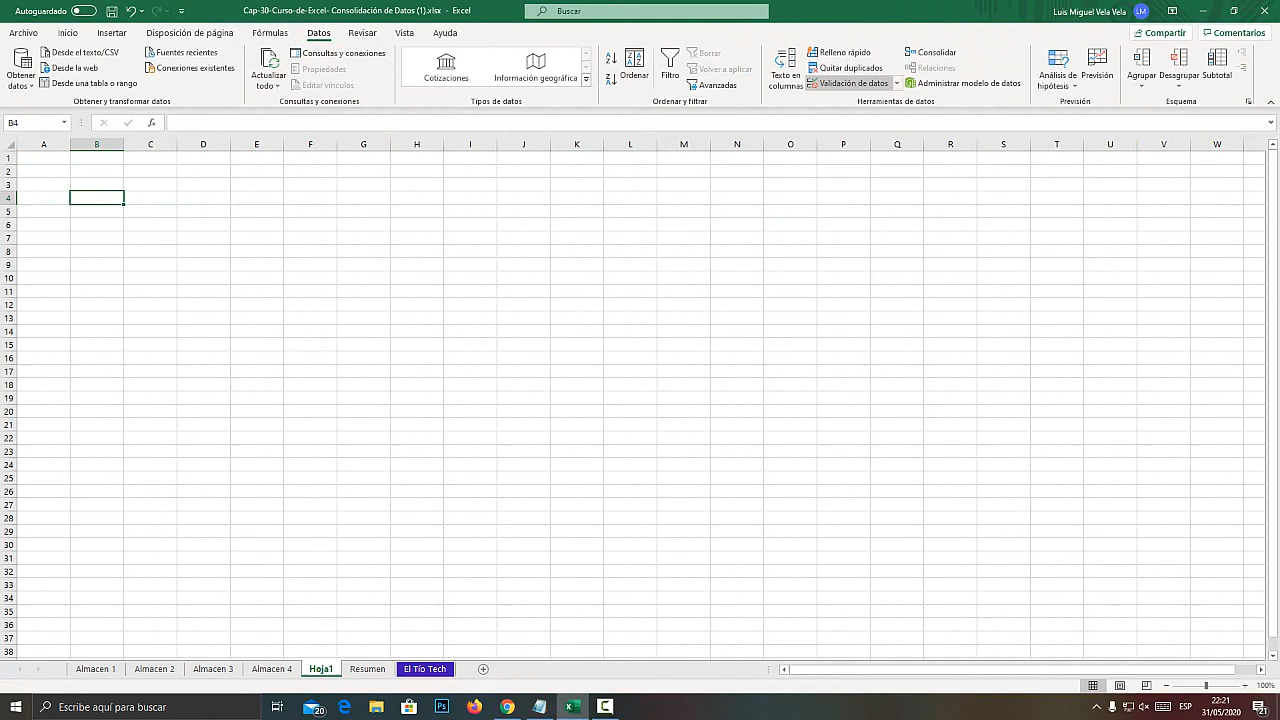 Autoguardado
Cap-30-Curso-de-Excel- Consolidación de Datos (1).xlsx - Excel
Buscar
Luis Miguel Vela Vela
LM
Archivo Inicio Insertar Disposición de página Fórmulas Datos Revisar Vista Ayuda
Compartir Comentarios
Obtener datos
Desde el texto/CSV
Desde la web
Desde una tabla o rango
Fuentes recientes
Conexiones existentes
Obtener y transformar datos
Actualizar todo
Consultas y conexiones
Propiedades
Editar vínculos
Consultas y conexiones
Cotizaciones
Información geográfica
Tipos de datos
Ordenar
Filtro
Borrar
Volver a aplicar
Avanzadas
Ordenar y filtrar
Texto en columnas
Relleno rápido
Quitar duplicados
Validación de datos
Consolidar
Relaciones
Administrar modelo de datos
Herramientas de datos
Análisis de hipótesis
Previsión
Previsión
Agrupar
Desagrupar
Subtotal
Esquema
B4
fx
A B C D E F G H I J K L M N O P Q R S T U V W
1
2
3
4
5
6
7
8
9
10
11
12
13
14
15
16
17
18
19
20
21
22
23
24
25
26
27
28
29
30
31
32
33
34
35
36
37
38
Almacen 1 Almacen 2 Almacen 3 Almacen 4 Hoja1 Resumen El Tío Tech
100%
Escribe aquí para buscar
20
ESP
22:21
31/05/2020